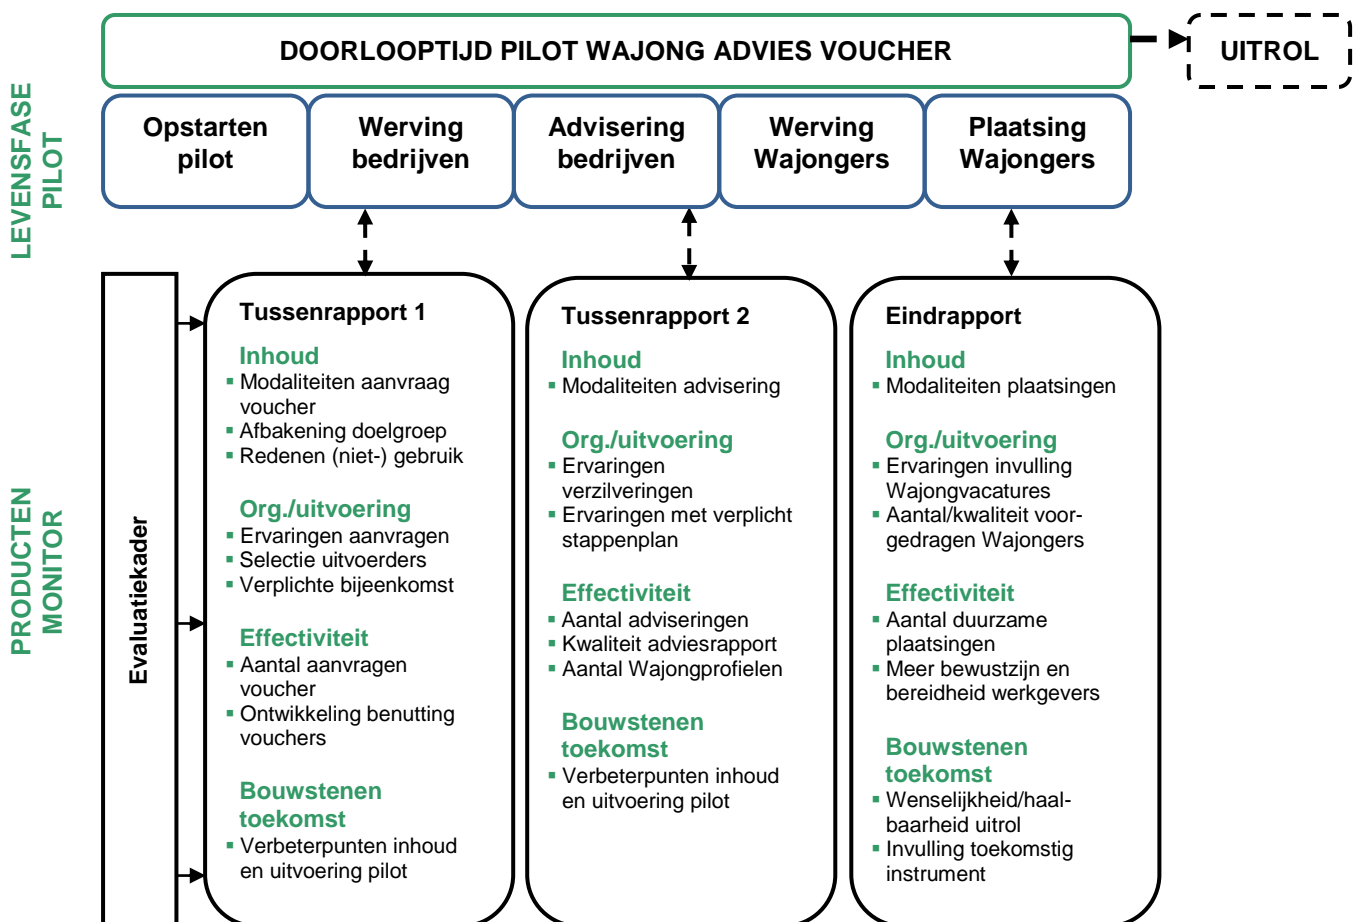 DOORLOOPTIJD PILOT WAJONG ADVIES VOUCHER
UITROL
LEVENSFASE
PILOT
Opstarten
pilot
Werving
bedrijven
Advisering
bedrijven
Werving
Wajongers
Plaatsing
Wajongers
PRODUCTEN
MONITOR
Evaluatiekader
Tussenrapport 1
Inhoud
▪ Modaliteiten aanvraag
voucher
▪ Afbakening doelgroep
▪ Redenen (niet-) gebruik
Org./uitvoering
▪ Ervaringen aanvragen
▪ Selectie uitvoerders
▪ Verplichte bijeenkomst
Effectiviteit
▪ Aantal aanvragen
voucher
▪ Ontwikkeling benutting
vouchers
Bouwstenen
toekomst
▪ Verbeterpunten inhoud
en uitvoering pilot
Tussenrapport 2
Inhoud
▪ Modaliteiten advisering
Org./uitvoering
▪ Ervaringen
verzilveringen
▪ Ervaringen met verplicht
stappenplan
Effectiviteit
▪ Aantal adviseringen
▪ Kwaliteit adviesrapport
▪ Aantal Wajongprofielen
Bouwstenen
toekomst
▪ Verbeterpunten inhoud
en uitvoering pilot
Eindrapport
Inhoud
▪ Modaliteiten plaatsingen
Org./uitvoering
▪ Ervaringen invulling
Wajongvacatures
▪ Aantal/kwaliteit voor-
gedragen Wajongers
Effectiviteit
▪ Aantal duurzame
plaatsingen
▪ Meer bewustzijn en
bereidheid werkgevers
Bouwstenen
toekomst
▪ Wenselijkheid/haal-
baarheid uitrol
▪ Invulling toekomstig
instrument